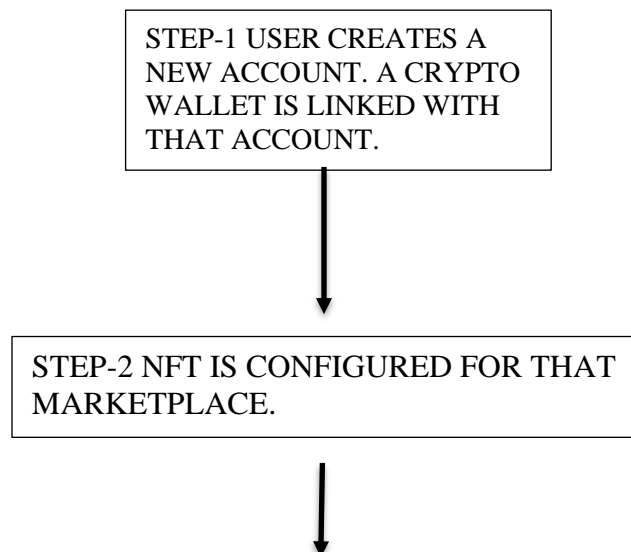 STEP-1 USER CREATES A
NEW ACCOUNT. A CRYPTO
WALLET IS LINKED WITH
THAT ACCOUNT.
STEP-2 NFT IS CONFIGURED FOR THAT
MARKETPLACE.